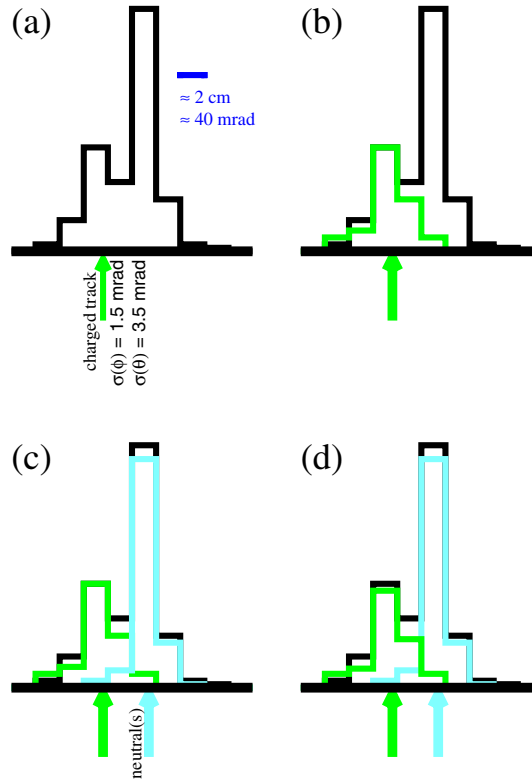 (a)
≈ 2 cm
≈ 40 mrad
charged track
σ(ϕ) = 1.5 mrad
σ(θ) = 3.5 mrad
(b)
(c)
neutral(s)
(d)